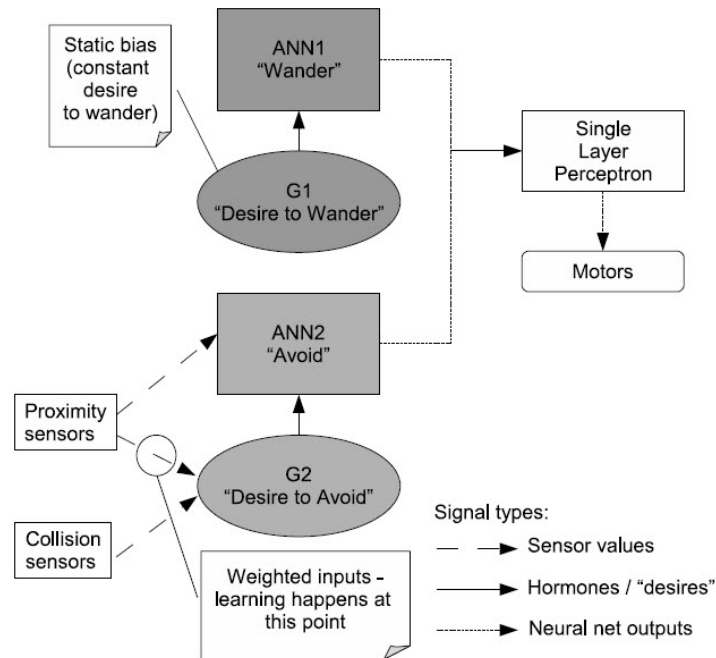 Static bias
(constant
desire
to wander)
ANN1
“Wander”
G1
“Desire to Wander”
Single
Layer
Perceptron
Motors
ANN2
“Avoid”
Proximity
sensors
G2
“Desire to Avoid”
Collision
sensors
Weighted inputs -
learning happens at
this point
Signal types:
Sensor values
Hormones / “desires”
Neural net outputs